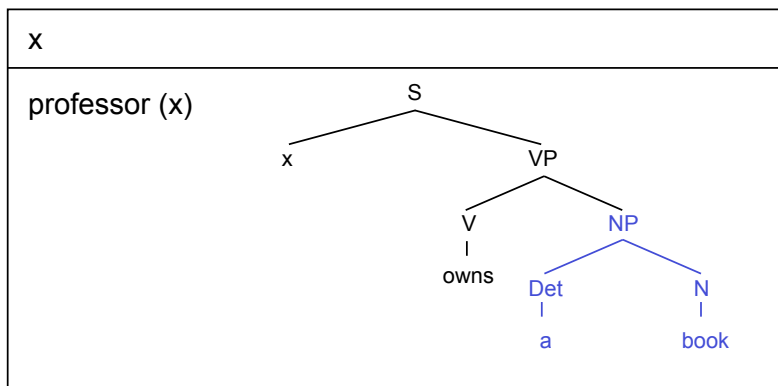 x
professor (x)
S
x VP
V NP
owns
Det N
a book